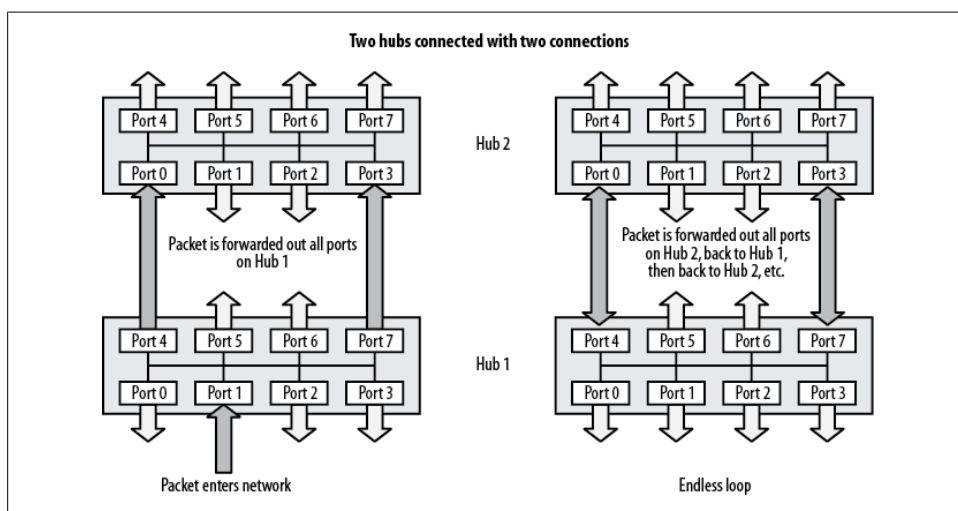 Two hubs connected with two connections
Port 4 Port 5 Port 6 Port 7
Port 0 Port 1 Port 2 Port 3
Packet is forwarded out all ports
on Hub 1
Port 4 Port 5 Port 6 Port 7
Port 0 Port 1 Port 2 Port 3
Packet enters network
Hub 2
Hub 1
Port 4 Port 5 Port 6 Port 7
Port 0 Port 1 Port 2 Port 3
Packet is forwarded out all ports
on Hub 2, back to Hub 1,
then back to Hub 2, etc.
Port 4 Port 5 Port 6 Port 7
Port 0 Port 1 Port 2 Port 3
Endless loop